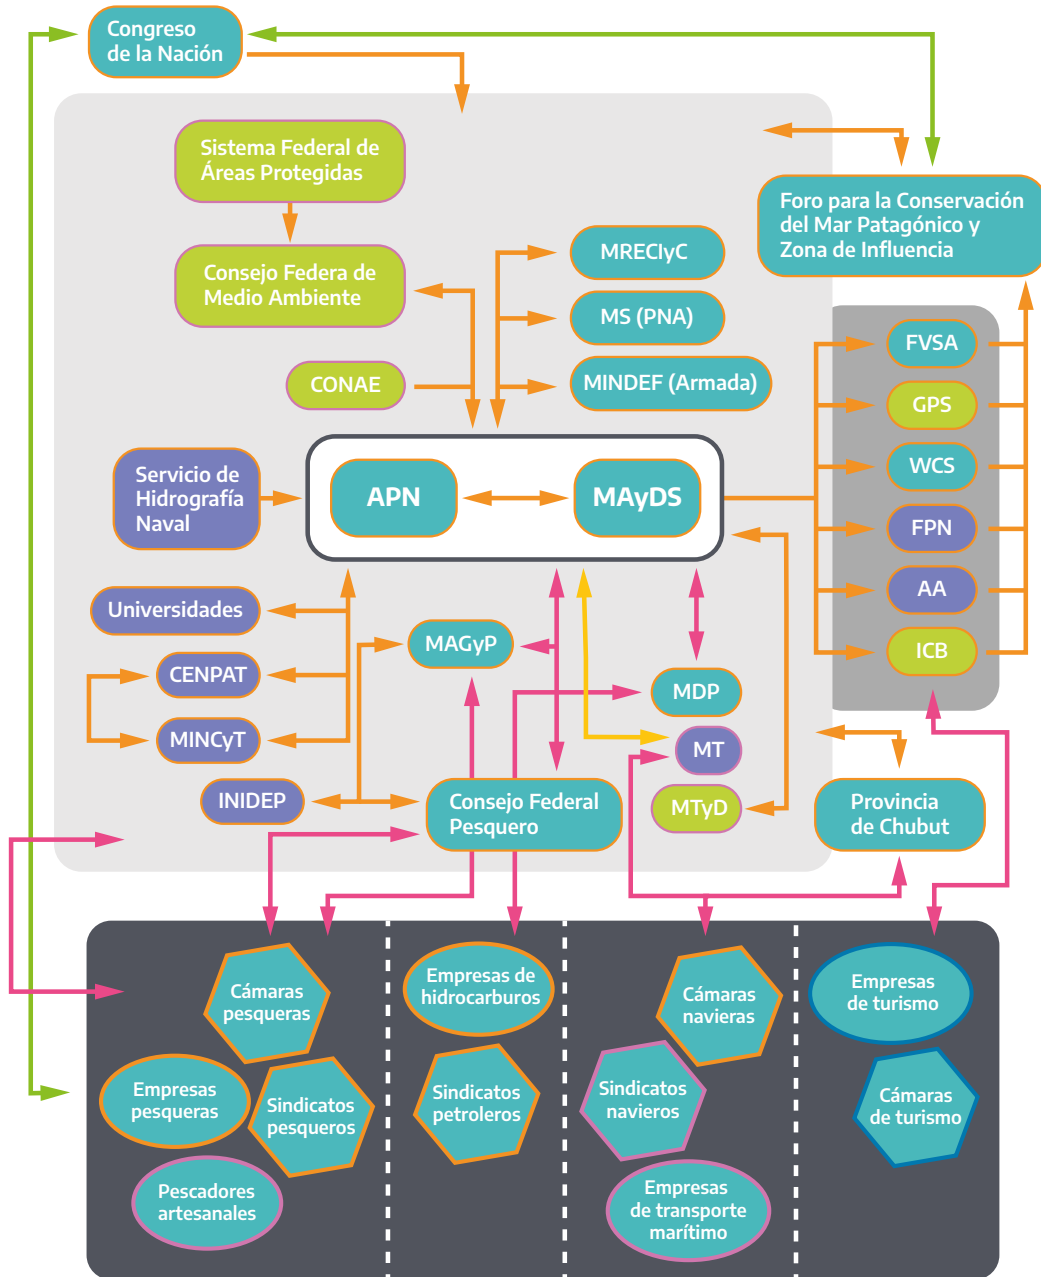 Congreso
de la Nación
Sistema Federal de
Áreas Protegidas
Foro para la Conservación
del Mar Patagónico y
Zona de Influencia
Consejo Federa de
Medio Ambiente
MRECIyC
MS (PNA)
MINDEF (Armada)
CONAE
FVSA
GPS
WCS
FPN
AA
ICB
Servicio de
Hidrografía
Naval
APN
MAyDS
Universidades
CENPAT
MINCyT
INIDEP
MAGyP
MDP
MT
MTyD
Consejo Federal
Pesquero
Provincia
de Chubut
Cámaras
pesqueras
Empresas
pesqueras
Sindicatos
pesqueros
Pescadores
artesanales
Empresas de
hidrocarburos
Sindicatos
petroleros
Cámaras
navieras
Sindicatos
navieros
Empresas
de transporte
marítimo
Empresas
de turismo
Cámaras
de turismo